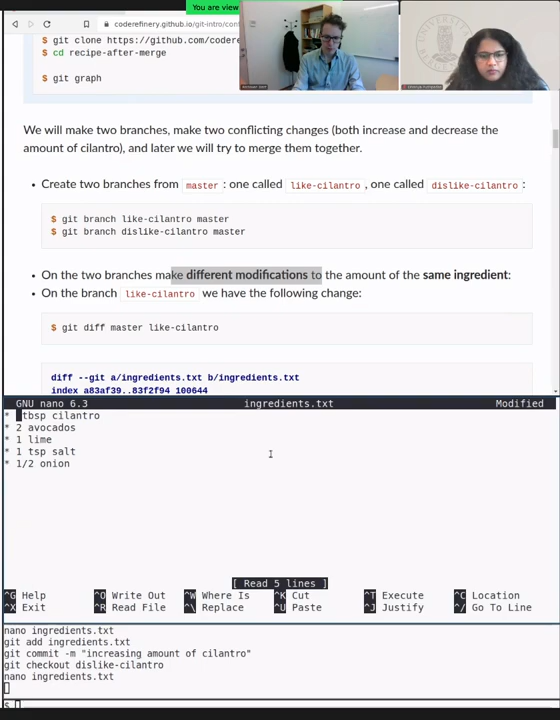 You are view
coderefinery.github.io/git-intro/conf
$ git clone https://github.com/codere
$ cd recipe-after-merge
$ git graph
We will make two branches, make two conflicting changes (both increase and decrease the
amount of cilantro), and later we will try to merge them together.
• Create two branches from master : one called like-cilantro , one called dislike-cilantro :
$ git branch like-cilantro master
$ git branch dislike-cilantro master
• On the two branches make different modifications to the amount of the same ingredient:
• On the branch like-cilantro we have the following change:
$ git diff master like-cilantro
diff --git a/ingredients.txt b/ingredients.txt
index a83af39..83f2f94 100644
GNU nano 6.3 ingredients.txt Modified
* tbsp cilantro
* 2 avocados
* 1 lime
* 1 tsp salt
* 1/2 onion
[ Read 5 lines ]
^G Help ^O Write Out ^W Where Is ^K Cut ^T Execute ^C Location
^X Exit ^R Read File ^\ Replace ^U Paste ^J Justify ^/ Go To Line
nano ingredients.txt
git add ingredients.txt
git commit -m "increasing amount of cilantro"
git checkout dislike-cilantro
nano ingredients.txt
$